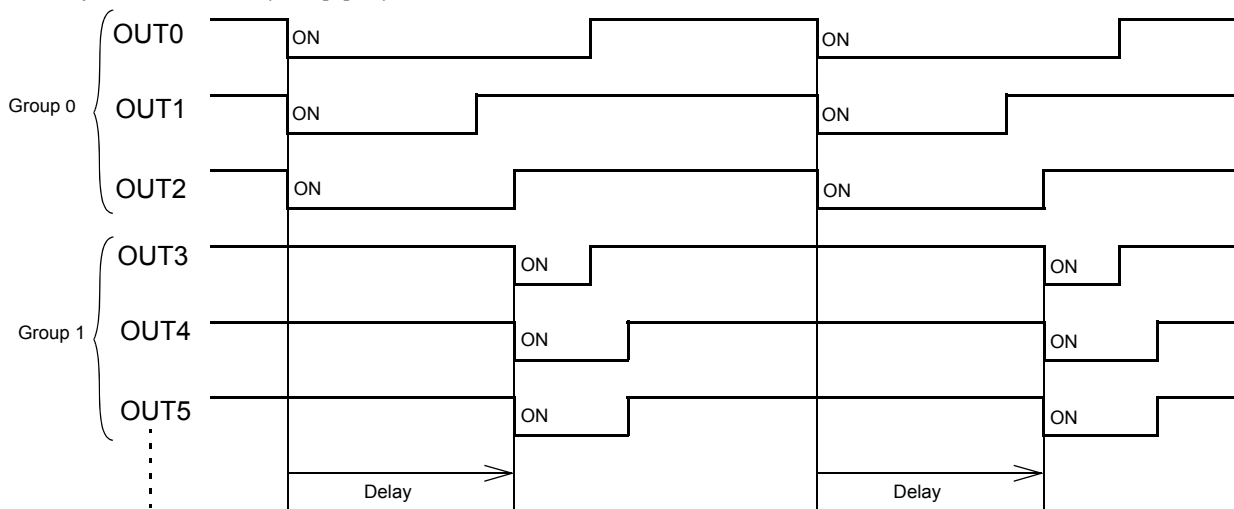 OUT0 ON ON
Group 0 OUT1 ON ON
OUT2 ON ON
OUT3 ON ON
Group 1 OUT4 ON ON
OUT5 ON ON
Delay Delay